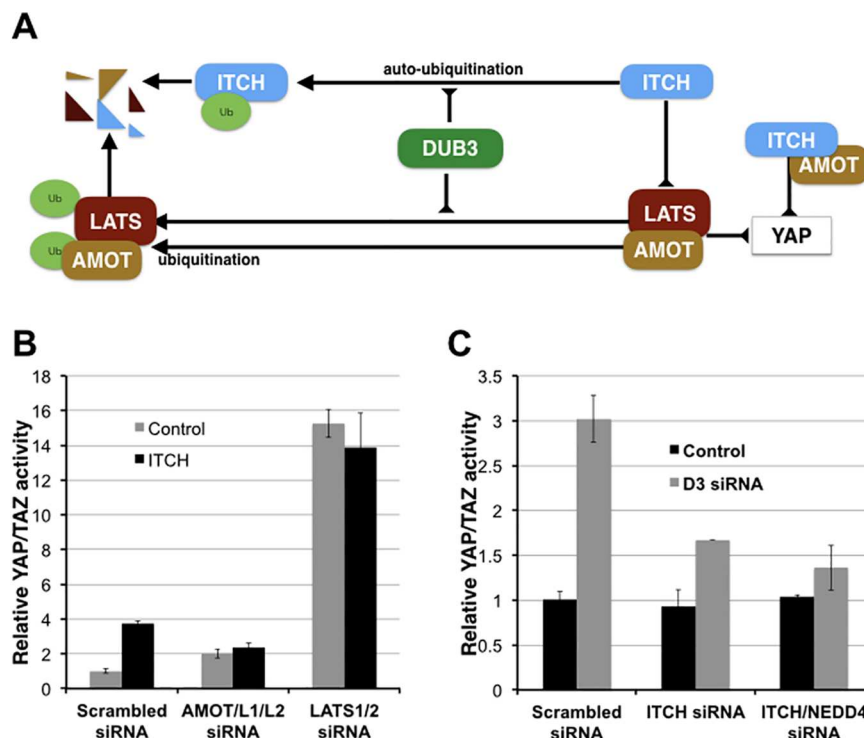 A
ITCH
Ub
auto-ubiquitination
ITCH
DUB3
ITCH
AMOT
Ub
LATS
Ub
AMOT
ubiquitination
LATS
AMOT
YAP
B
Relative YAP/TAZ activity
18
16
14
12
10
8
6
4
2
0
Control
ITCH
Scrambled
siRNA
AMOT/L1/L2
siRNA
LATS1/2
siRNA
C
Relative YAP/TAZ activity
3.5
3
2.5
2
1.5
1
0.5
0
Control
D3 siRNA
Scrambled
siRNA
ITCH siRNA
ITCH/NEDD4
siRNA